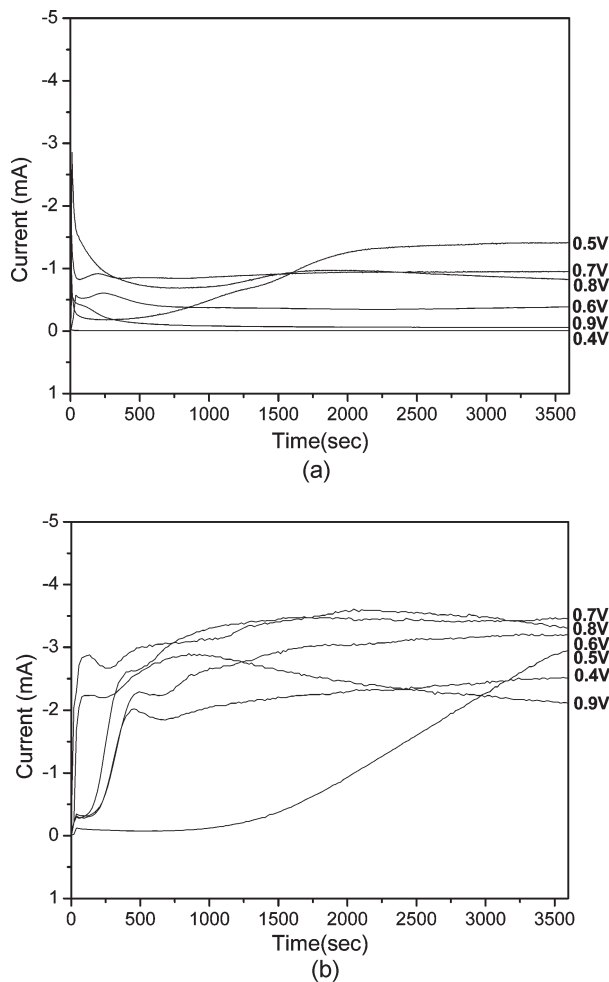 -5
-4
-3
-2
-1
0
1
Current (mA)
0.5V
0.7V
0.8V
0.6V
0.9V
0.4V
0 500 1000 1500 2000 2500 3000 3500
Time(sec)
(a)
-5
-4
-3
-2
-1
0
1
Current (mA)
0.7V
0.8V
0.6V
0.5V
0.4V
0.9V
0 500 1000 1500 2000 2500 3000 3500
Time(sec)
(b)